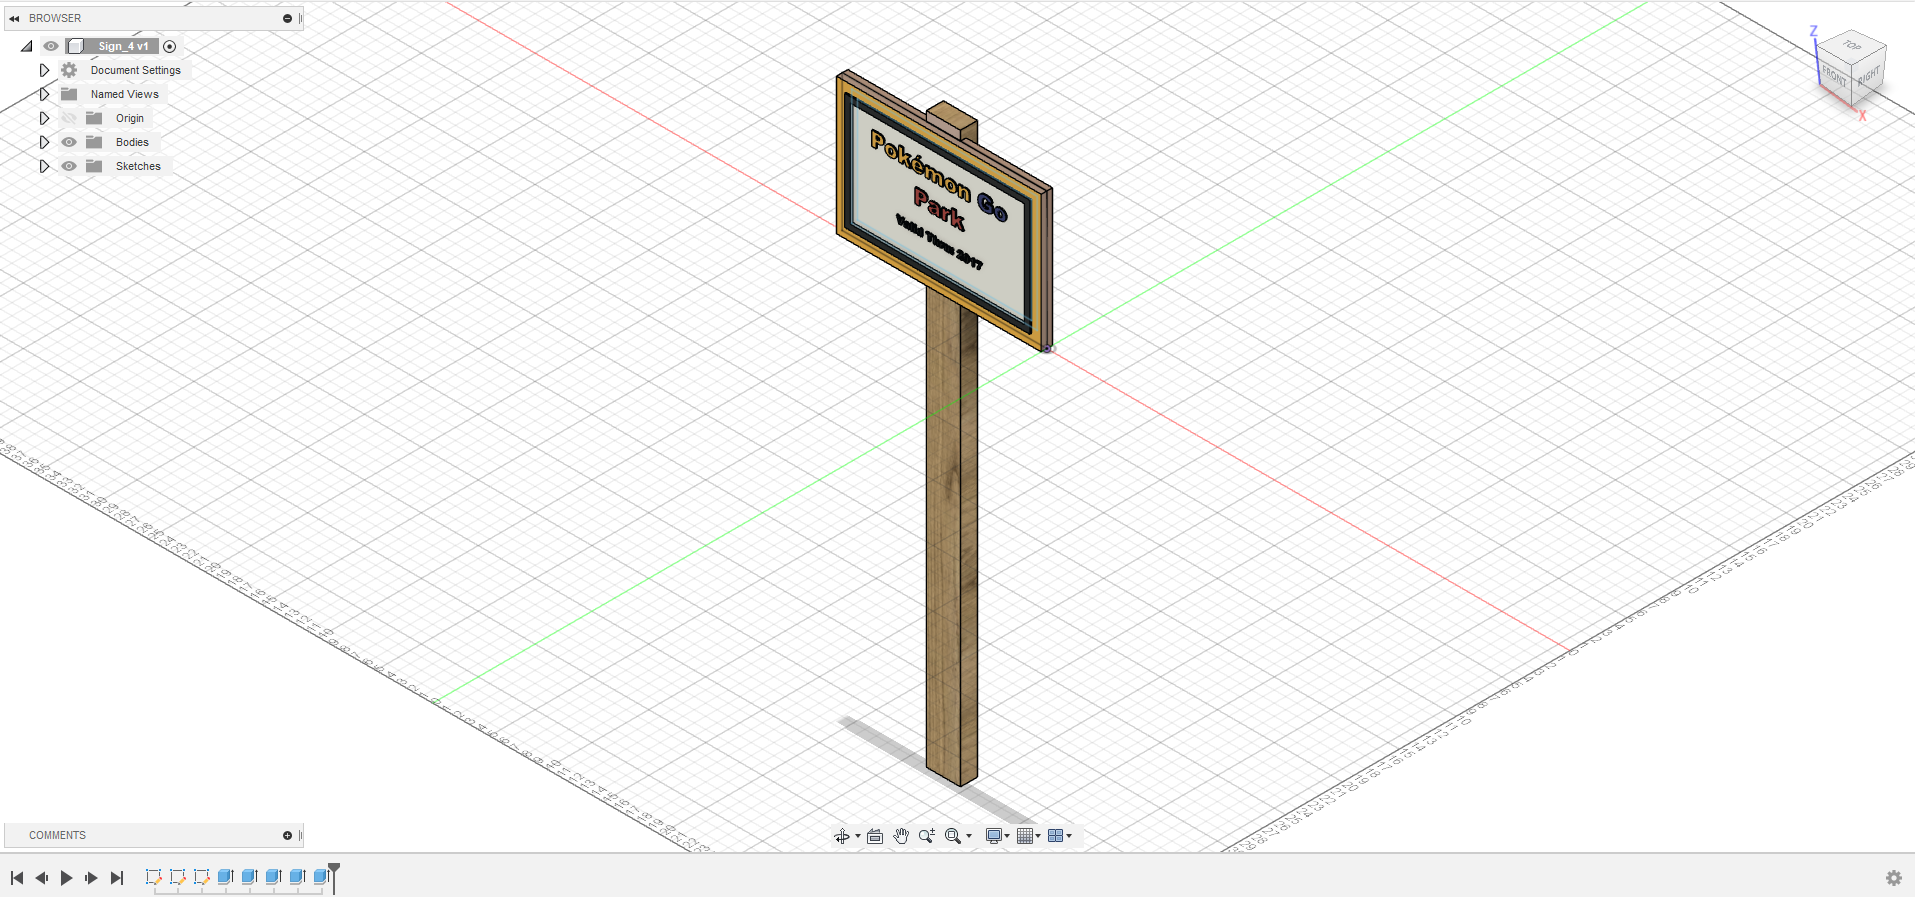 BROWSER
Sign_4 v1
Document Settings
Named Views
Origin
Bodies
Sketches
Z
TOP
FRONT
RIGHT
X
Pokémon Go
Park
Valid Thru 2017
COMMENTS